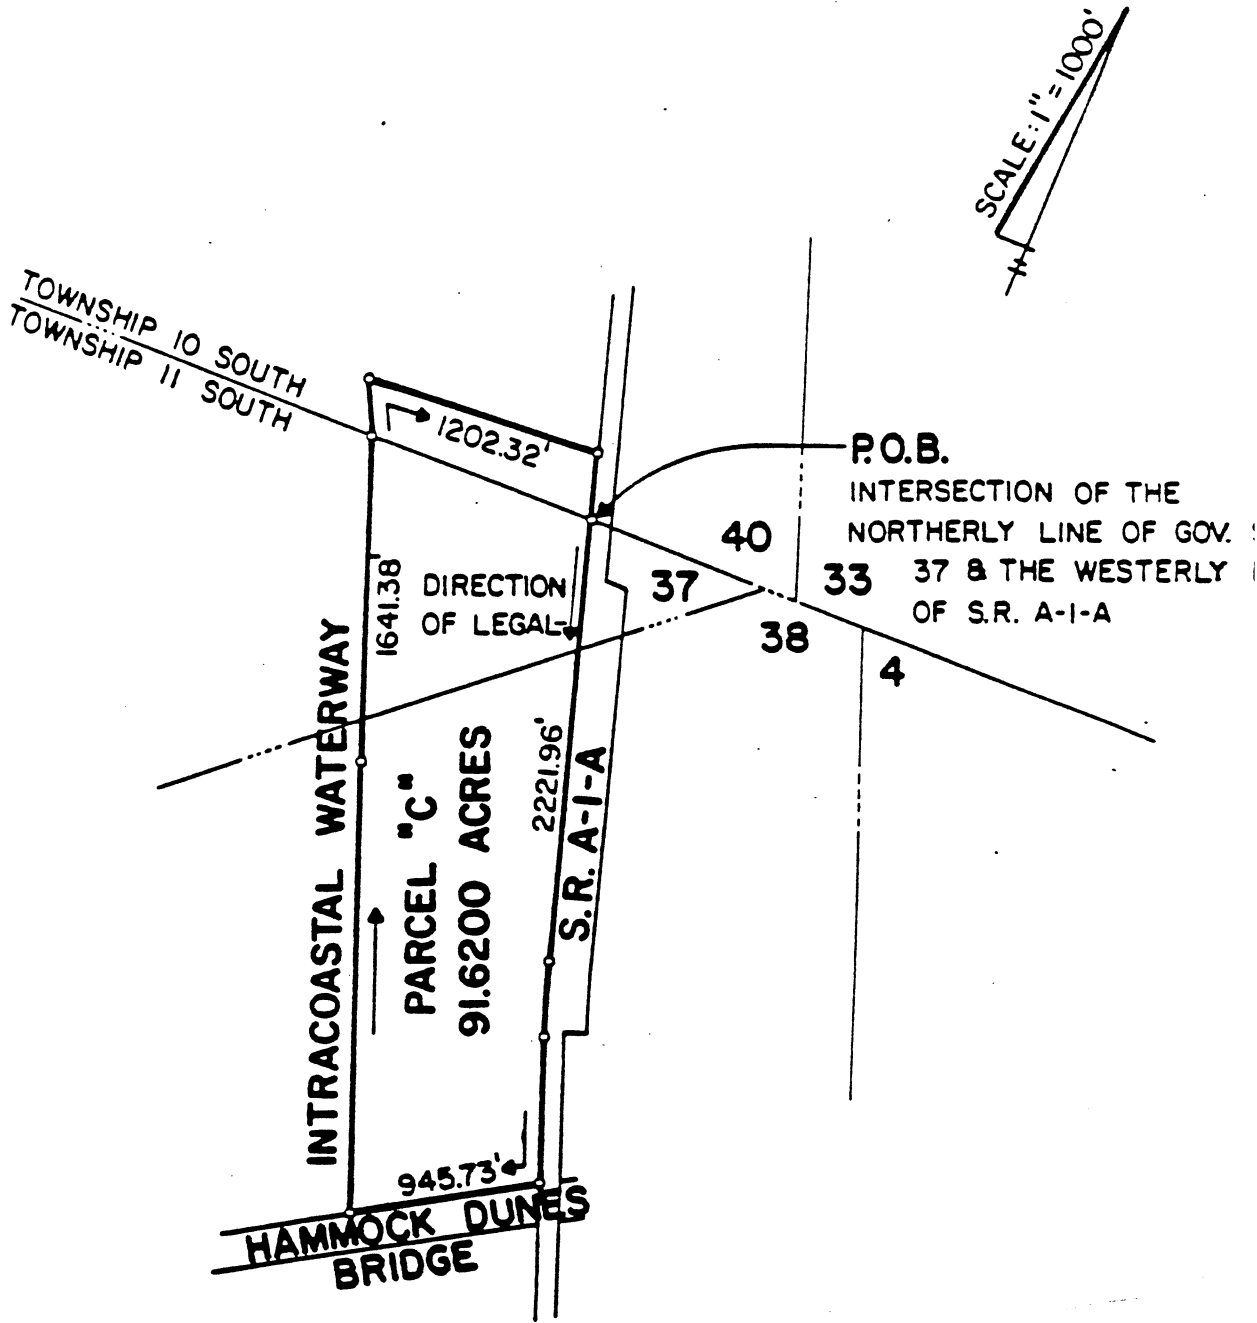 SCALE: 1" = 1000'
TOWNSHIP 10 SOUTH
TOWNSHIP 11 SOUTH
1202.32'
P.O.B.
INTERSECTION OF THE
NORTHERLY LINE OF GOV.
37 & THE WESTERLY
OF S.R. A-1-A
40
37
33
38
4
DIRECTION
OF LEGAL
1641.38'
2221.96'
INTRACOASTAL WATERWAY
PARCEL "C"
91.6200 ACRES
S.R. A-1-A
945.73'
HAMMOCK DUNES
BRIDGE